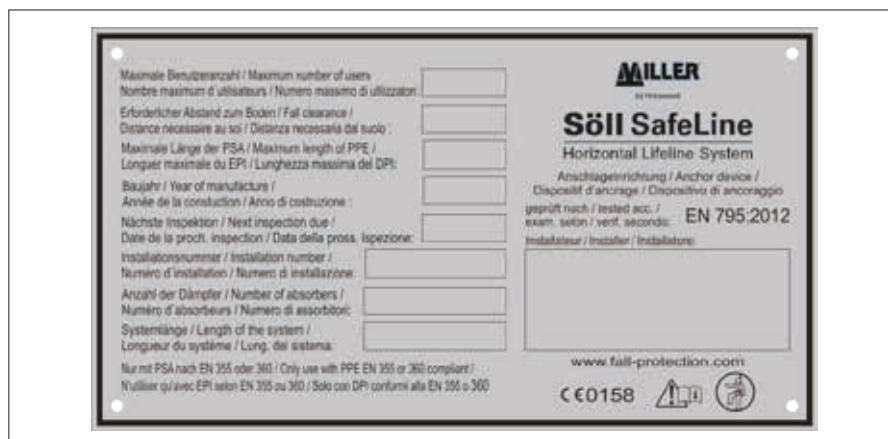 Maximale Benutzeranzahl / Maximum number of users
Nombre maximum d´utilisateurs / Numero massimo di utilizzatori:
Erforderlicher Abstand zum Boden / Fall clearance /
Distance nécessaire au sol / Distanza necessaria dal suolo :
Maximale Länge der PSA / Maximum length of PPE /
Longuer maximale du EPI / Lunghezza massima del DPI:
Baujahr / Year of manufacture /
Année de la conduction / Anno di costruzione :
Nächste Inspektion / Next inspection due /
Date de la proch. inspection / Data della pross. Ispezione:
Installationsnummer / Installation number /
Numéro d´installation / Numero di installazione:
Anzahl der Dämpfer / Number of absorbers /
Numéro d´absorbeurs / Numero di assorbitori:
Systemlänge / Length of the system /
Longueur du système / Lung. del sistema:
Nur mit PSA nach EN 355 oder 360 / Only use with PPE EN 355 or 360 compliant /
N'utiliser qu'avec EPI selon EN 355 ou 360 / Solo con DPI conformi alla EN 355 o 360
MILLER
Söll SafeLine
Horizontal Lifeline System
Anschlageinrichtung / Anchor device /
Dispositif d'ancrage / Dispositivo di ancoraggio
geprüft nach / tested acc. /
exam. selon / verif. secondo: EN 795:2012
Installateur / Installer / Installatore:
www.fall-protection.com
CE0158